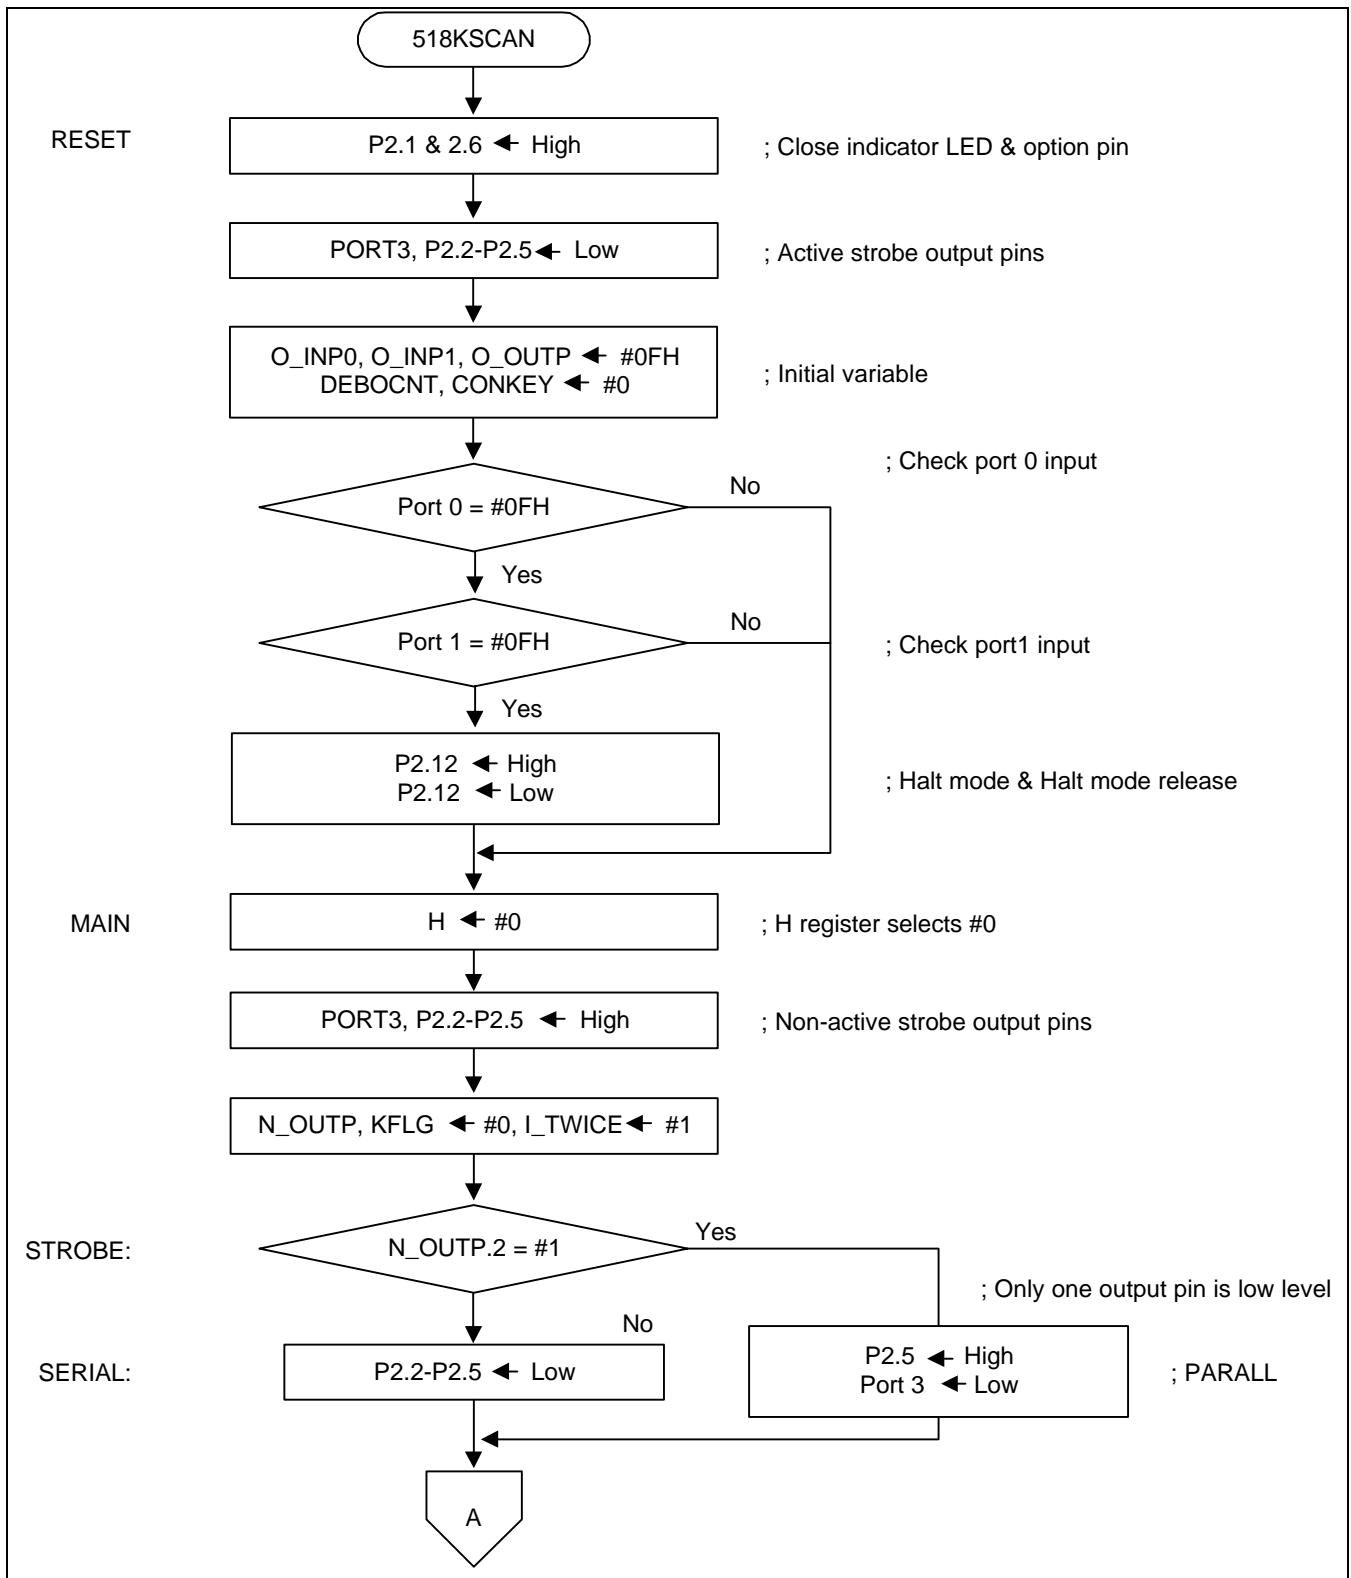 518KSCAN
RESET
P2.1 & 2.6 ← High
; Close indicator LED & option pin
PORT3, P2.2-P2.5 ← Low
; Active strobe output pins
O_INP0, O_INP1, O_OUTP ← #0FH
DEBOCNT, CONKEY ← #0
; Initial variable
; Check port 0 input
Port 0 = #0FH
No
Yes
Port 1 = #0FH
No
; Check port1 input
Yes
P2.12 ← High
P2.12 ← Low
; Halt mode & Halt mode release
MAIN
H ← #0
; H register selects #0
PORT3, P2.2-P2.5 ← High
; Non-active strobe output pins
N_OUTP, KFLG ← #0, I_TWICE ← #1
STROBE:
N_OUTP.2 = #1
Yes
; Only one output pin is low level
No
SERIAL:
P2.2-P2.5 ← Low
P2.5 ← High
Port 3 ← Low
; PARALL
A